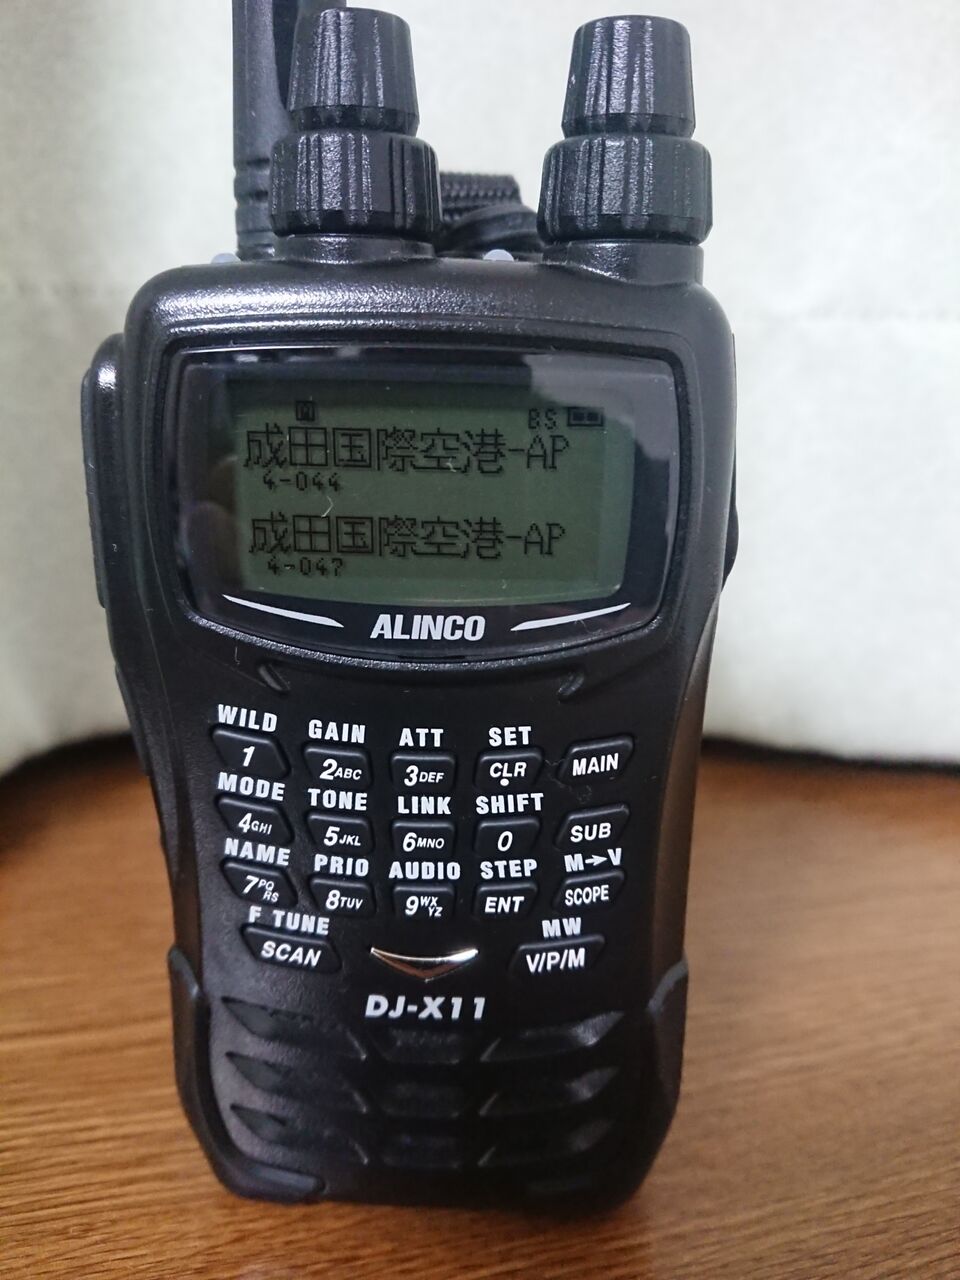 M BS
成田国際空港-AP
4-044
成田国際空港-AP
4-047
ALINCO
WILD GAIN ATT SET
1 2ABC 3DEF CLR MAIN
MODE TONE LINK SHIFT
4GHI 5JKL 6MNO 0 SUB
NAME PRIO AUDIO STEP M→V
7PQRS 8TUV 9WXYZ ENT SCOPE
F TUNE MW
SCAN V/P/M
DJ-X11